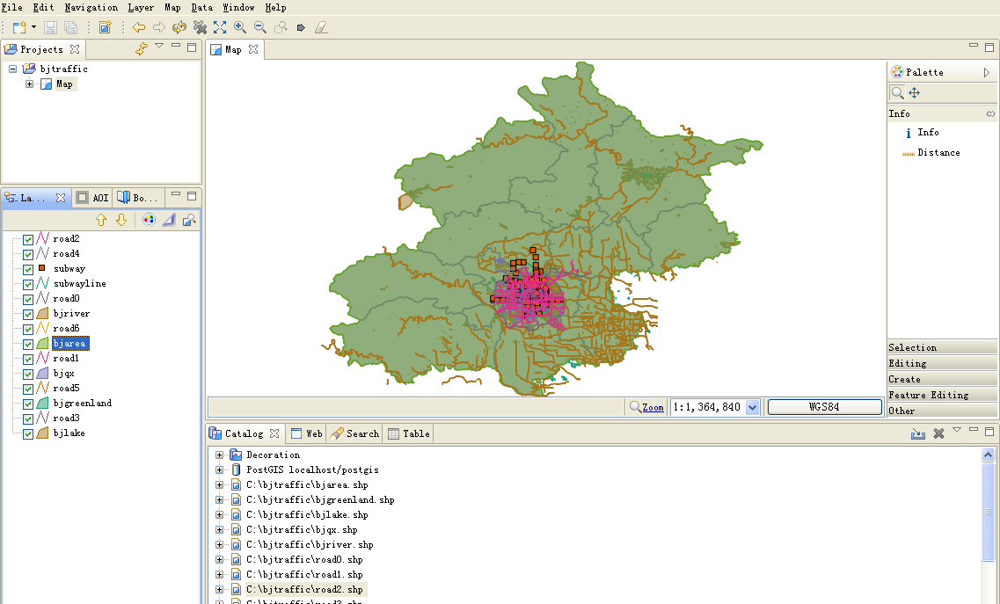 File Edit Navigation Layer Map Data Window Help
Projects
bjtraffic
Map
La... AOI Bo...
road2
road4
subway
subwayline
road0
bjriver
road6
bjarea
road1
bjqx
road5
bjgreenland
road3
bjlake
Map
Zoom 1:1,364,840 WGS84
Palette
Info
Info
Distance
Selection
Editing
Create
Feature Editing
Other
Catalog Web Search Table
Decoration
PostGIS localhost/postgis
C:\bjtraffic\bjarea.shp
C:\bjtraffic\bjgreenland.shp
C:\bjtraffic\bjlake.shp
C:\bjtraffic\bjqx.shp
C:\bjtraffic\bjriver.shp
C:\bjtraffic\road0.shp
C:\bjtraffic\road1.shp
C:\bjtraffic\road2.shp
C:\bjtraffic\road3.shp